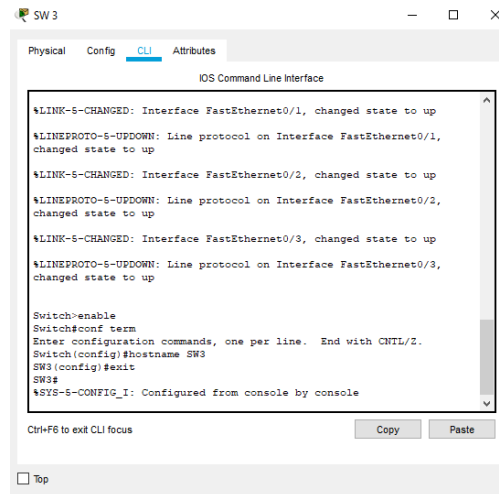 SW 3
Physical Config CLI Attributes
IOS Command Line Interface
%LINK-5-CHANGED: Interface FastEthernet0/1, changed state to up
%LINEPROTO-5-UPDOWN: Line protocol on Interface FastEthernet0/1,
changed state to up
%LINK-5-CHANGED: Interface FastEthernet0/2, changed state to up
%LINEPROTO-5-UPDOWN: Line protocol on Interface FastEthernet0/2,
changed state to up
%LINK-5-CHANGED: Interface FastEthernet0/3, changed state to up
%LINEPROTO-5-UPDOWN: Line protocol on Interface FastEthernet0/3,
changed state to up
Switch>enable
Switch#conf term
Enter configuration commands, one per line.  End with CNTL/Z.
Switch(config)#hostname SW3
SW3(config)#exit
SW3#
%SYS-5-CONFIG_I: Configured from console by console
Ctrl+F6 to exit CLI focus
Copy Paste
Top